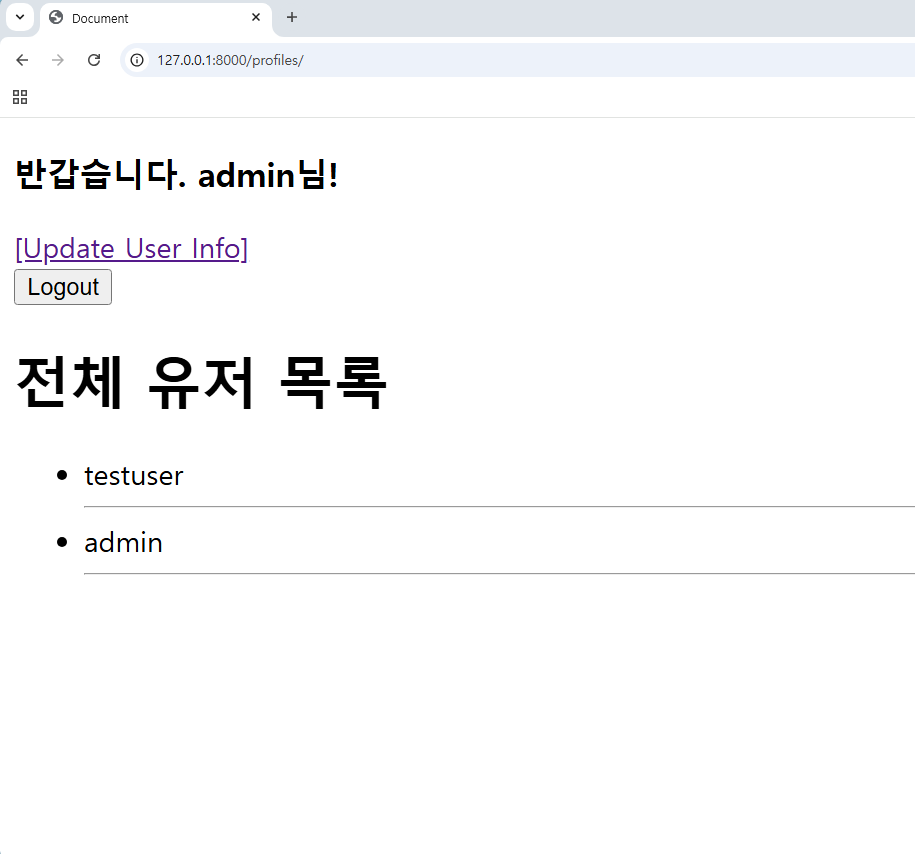 Document
127.0.0.1:8000/profiles/
반갑습니다. admin님!
[Update User Info]
Logout
전체 유저 목록
testuser
admin